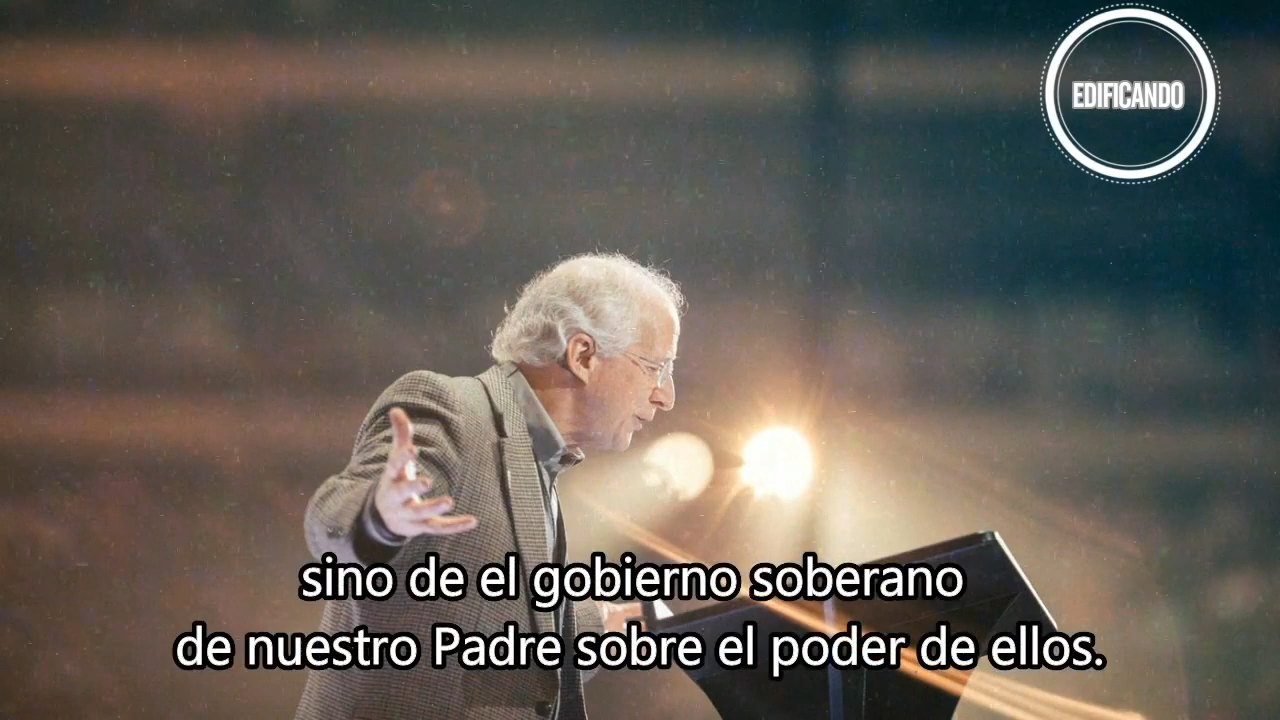 EDIFICANDO
sino de el gobierno soberano
de nuestro Padre sobre el poder de ellos.